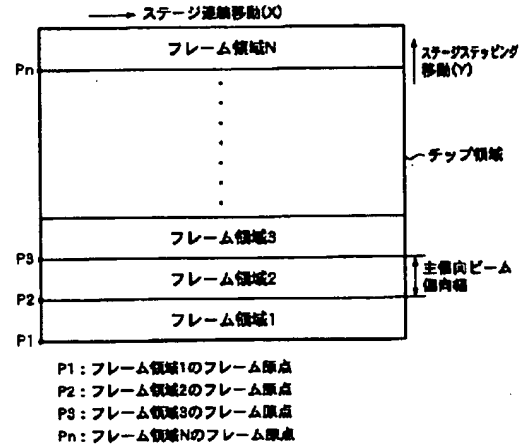 ステージ連続移動(X)
フレーム領域N
Pn
ステージステッピング
移動(Y)
チップ領域
フレーム領域3
P3
フレーム領域2
主偏向ビーム
偏向幅
P2
フレーム領域1
P1
P1：フレーム領域1のフレーム原点
P2：フレーム領域2のフレーム原点
P3：フレーム領域3のフレーム原点
Pn：フレーム領域Nのフレーム原点